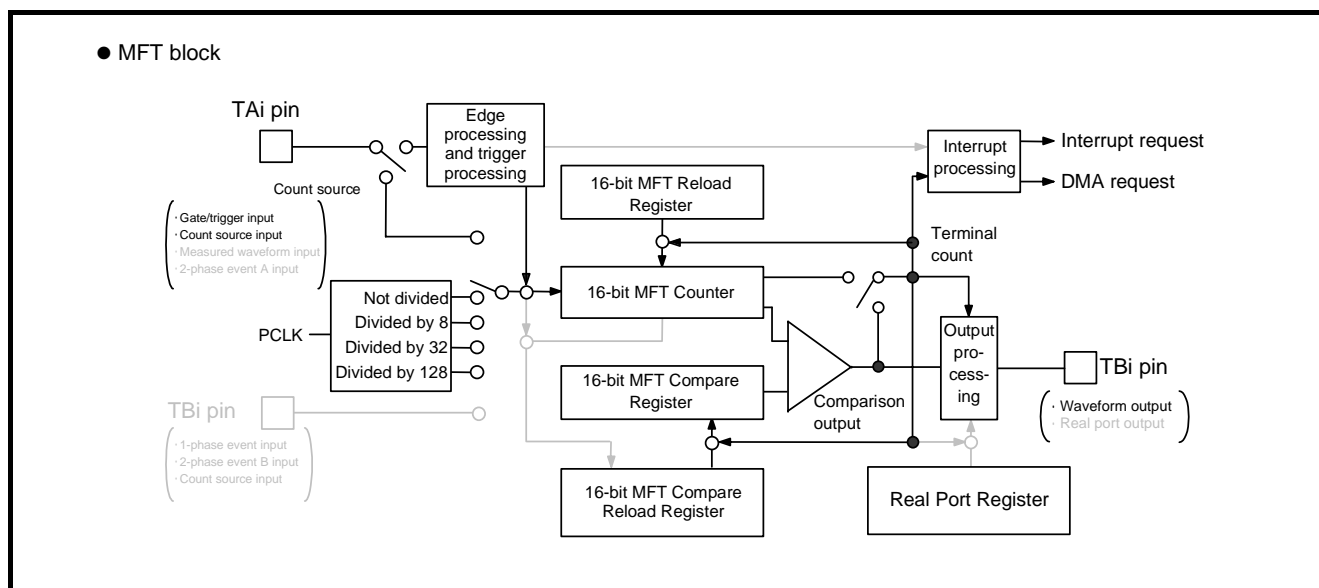 ● MFT block
TAi pin
Edge
processing
and trigger
processing
Interrupt
processing
Interrupt request
DMA request
Count source
16-bit MFT Reload
Register
· Gate/trigger input
· Count source input
· Measured waveform input
· 2-phase event A input
Terminal
count
16-bit MFT Counter
PCLK
Not divided
Divided by 8
Divided by 32
Divided by 128
Output
pro-
cess-
ing
TBi pin
16-bit MFT Compare
Register
Comparison
output
· Waveform output
· Real port output
TBi pin
· 1-phase event input
· 2-phase event B input
· Count source input
16-bit MFT Compare
Reload Register
Real Port Register